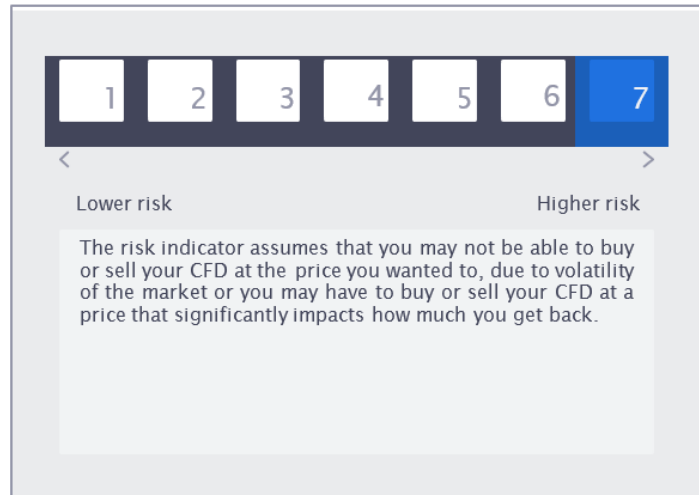 1 2 3 4 5 6 7
< >
Lower risk Higher risk
The risk indicator assumes that you may not be able to buy
or sell your CFD at the price you wanted to, due to volatility
of the market or you may have to buy or sell your CFD at a
price that significantly impacts how much you get back.